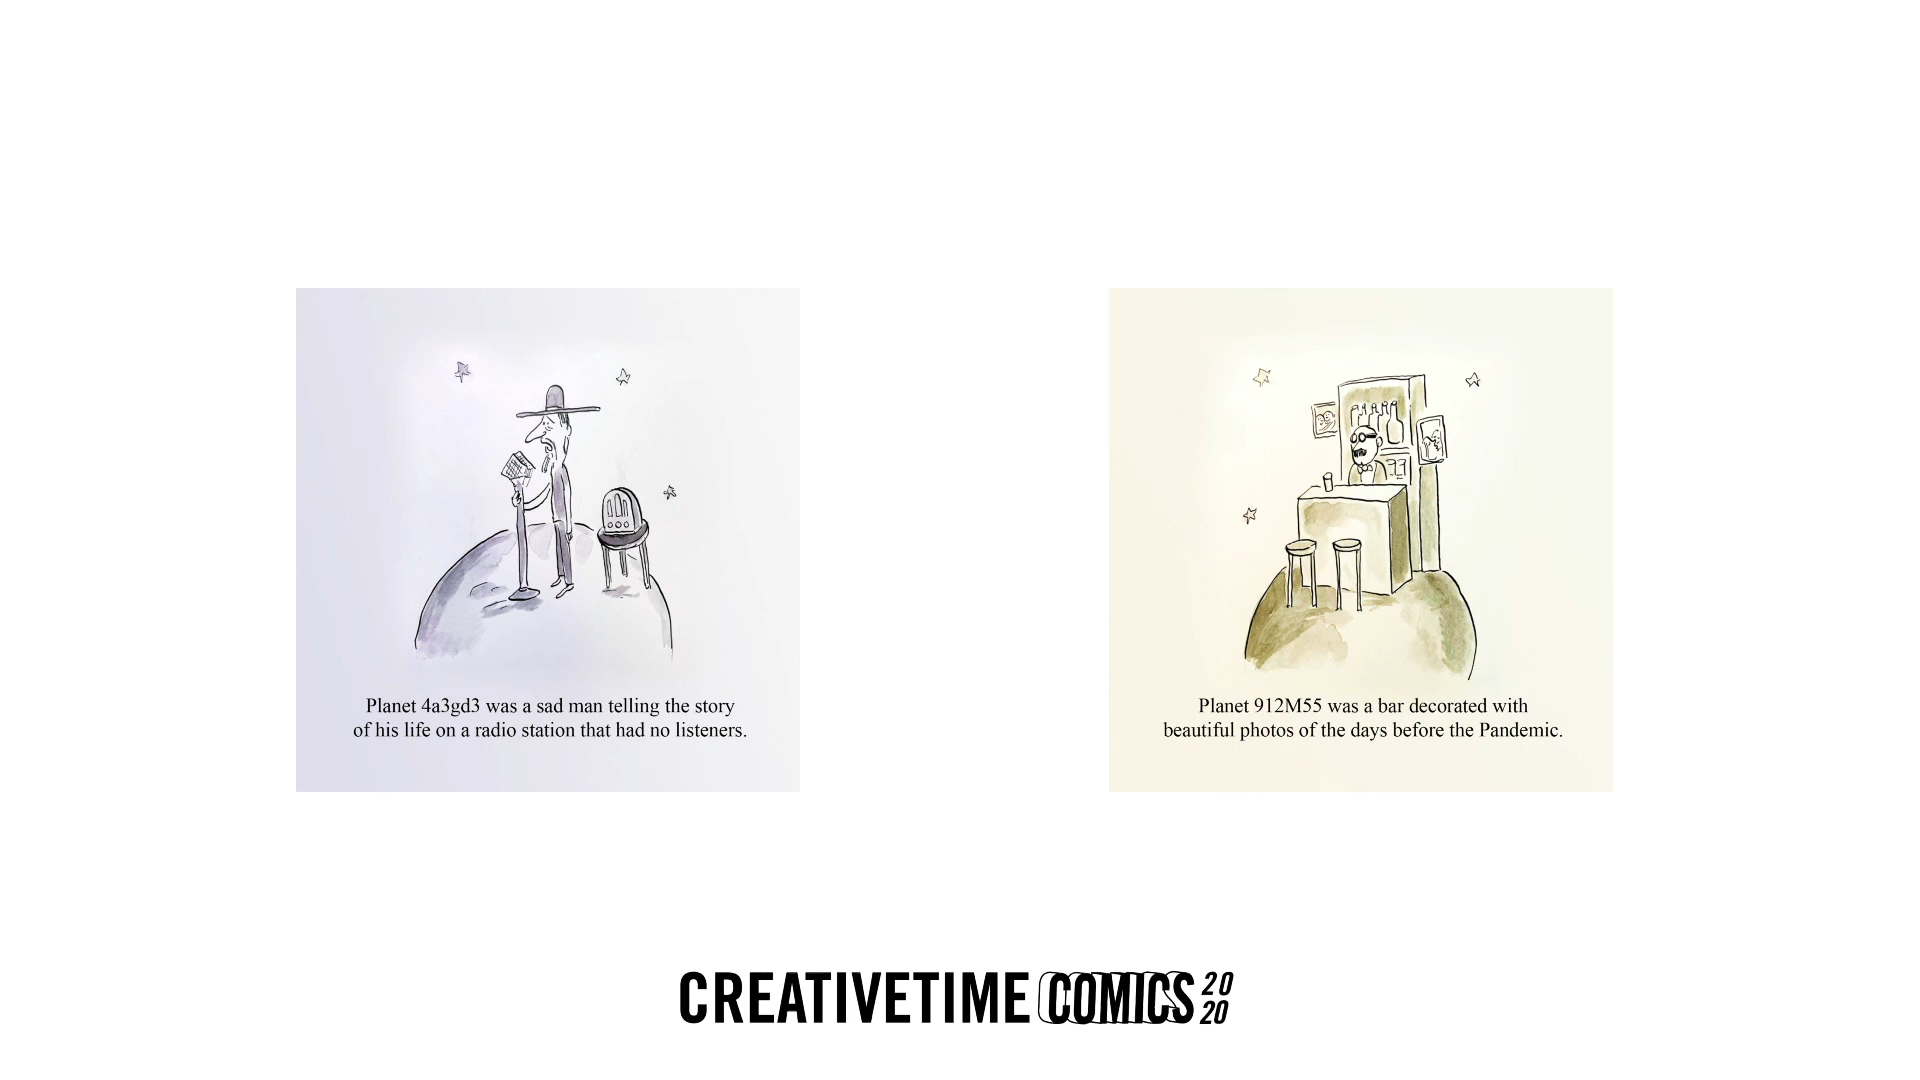 Planet 4a3gd3 was a sad man telling the story
of his life on a radio station that had no listeners.
Planet 912M55 was a bar decorated with
beautiful photos of the days before the Pandemic.
CREATIVETIME COMICS 20
20